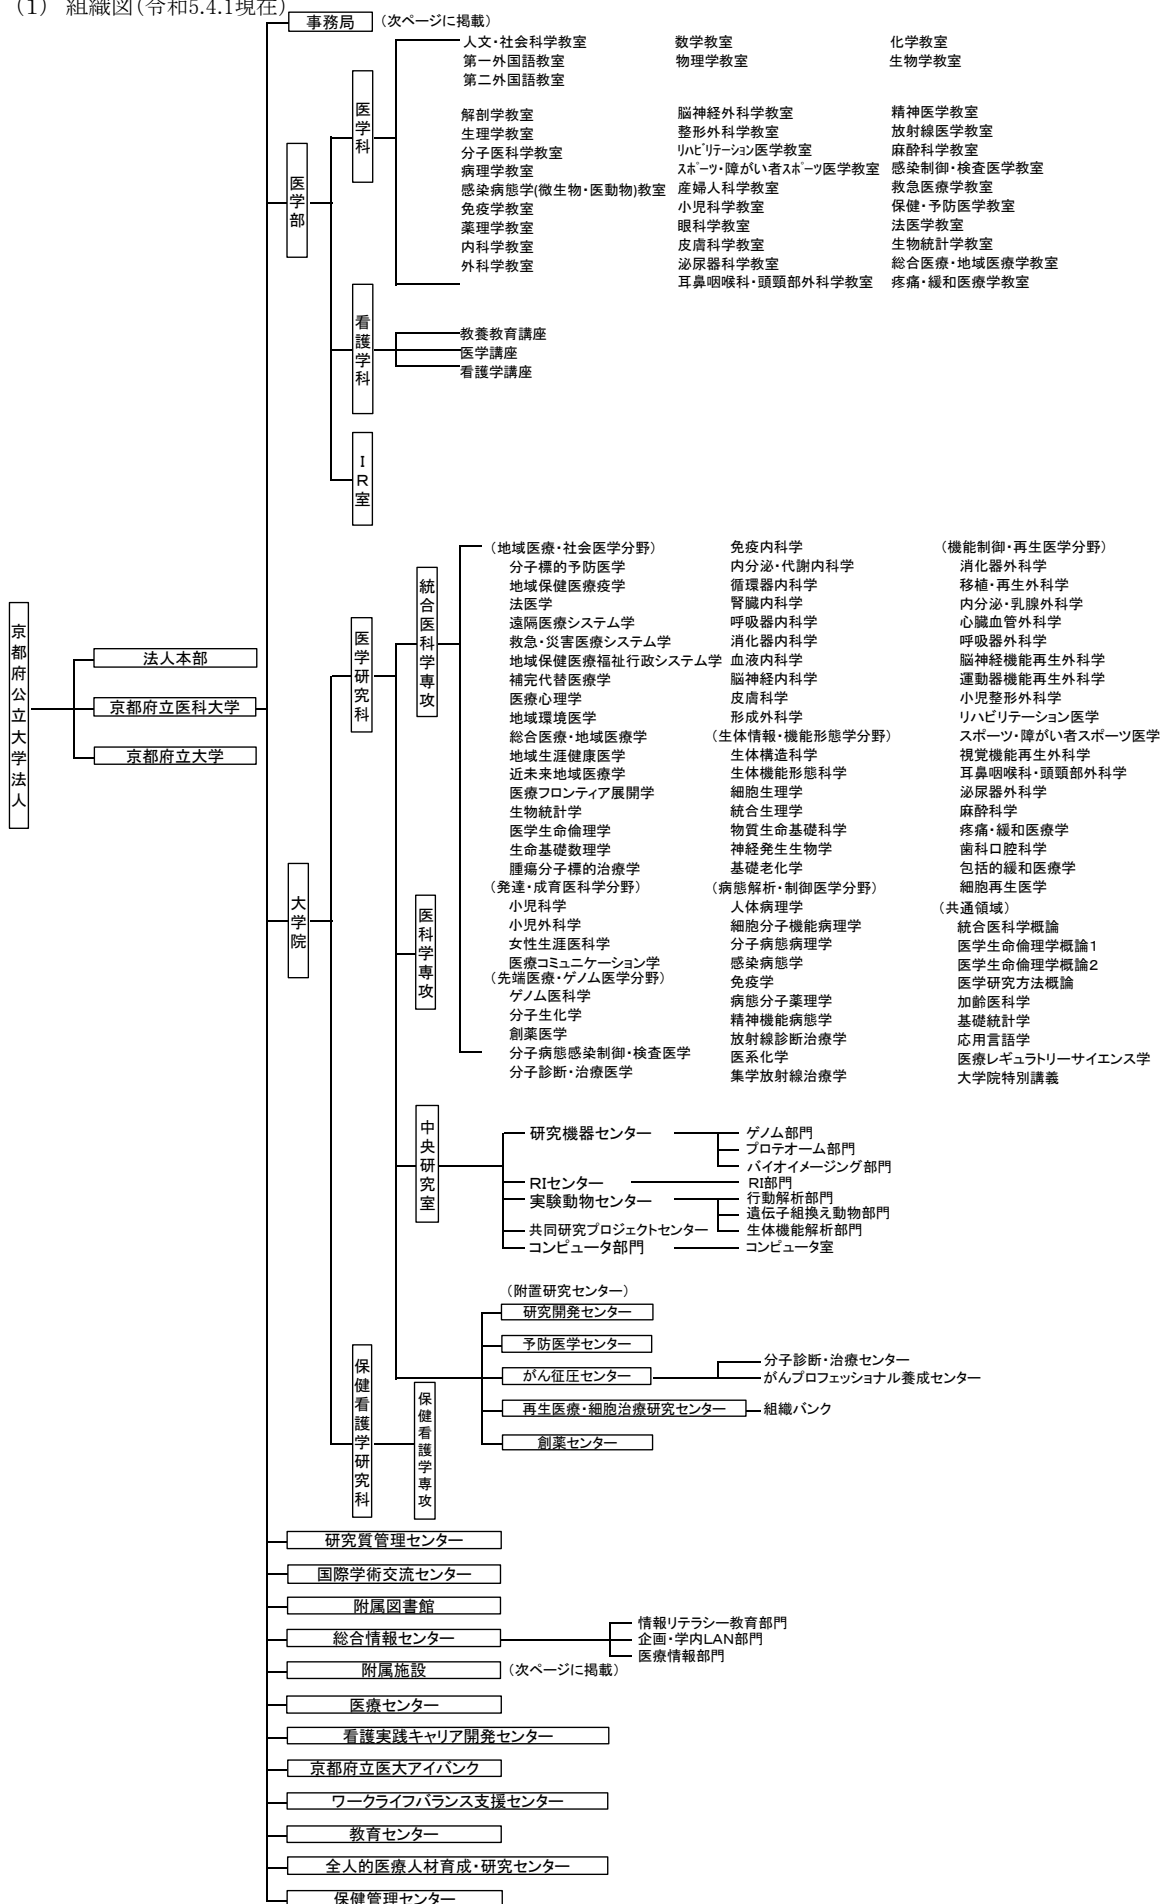 (1) 組織図(令和5.4.1現在)
事務局
(次ページに掲載)
人文・社会科学教室
数学教室
化学教室
第一外国語教室
物理学教室
生物学教室
第二外国語教室
医学部
医学科
解剖学教室
生理学教室
分子医科学教室
病理学教室
感染病態学(微生物・医動物)教室
免疫学教室
薬理学教室
内科学教室
外科学教室
脳神経外科学教室
整形外科学教室
リハビリテーション医学教室
スポーツ・障がい者スポーツ医学教室
産婦人科学教室
小児科学教室
眼科学教室
皮膚科学教室
泌尿器科学教室
耳鼻咽喉科・頭頸部外科学教室
精神医学教室
放射線医学教室
麻酔科学教室
感染制御・検査医学教室
救急医療学教室
保健・予防医学教室
法医学教室
生物統計学教室
総合医療・地域医療学教室
疼痛・緩和医療学教室
看護学科
教養教育講座
医学講座
看護学講座
IR室
京都府公立大学法人
法人本部
京都府立医科大学
京都府立大学
大学院
医学研究科
統合医科学専攻
(地域医療・社会医学分野)
分子標的予防医学
地域保健医療疫学
法医学
遠隔医療システム学
救急・災害医療システム学
地域保健医療福祉行政システム学
補完代替医療学
医療心理学
地域環境医学
総合医療・地域医療学
地域生涯健康医学
近未来地域医療学
医療フロンティア展開学
生物統計学
医学生命倫理学
生命基礎数理学
腫瘍分子標的治療学
(発達・成育医科学分野)
小児科学
小児外科学
女性生涯医科学
医療コミュニケーション学
(先端医療・ゲノム医学分野)
ゲノム医科学
分子生化学
創薬医学
分子病態感染制御・検査医学
分子診断・治療医学
免疫内科学
内分泌・代謝内科学
循環器内科学
腎臓内科学
呼吸器内科学
消化器内科学
血液内科学
脳神経内科学
皮膚科学
形成外科学
(生体情報・機能形態学分野)
生体構造科学
生体機能形態科学
細胞生理学
統合生理学
物質生命基礎科学
神経発生生物学
基礎老化学
(病態解析・制御医学分野)
人体病理学
細胞分子機能病理学
分子病態病理学
感染病態学
免疫学
病態分子薬理学
精神機能病態学
放射線診断治療学
医系化学
集学放射線治療学
(機能制御・再生医学分野)
消化器外科学
移植・再生外科学
内分泌・乳腺外科学
心臓血管外科学
呼吸器外科学
脳神経機能再生外科学
運動器機能再生外科学
小児整形外科学
リハビリテーション医学
スポーツ・障がい者スポーツ医学
視覚機能再生外科学
耳鼻咽喉科・頭頸部外科学
泌尿器外科学
麻酔科学
疼痛・緩和医療学
歯科口腔科学
包括的緩和医療学
細胞再生医学
(共通領域)
統合医科学概論
医学生命倫理学概論1
医学生命倫理学概論2
医学研究方法概論
加齢医科学
基礎統計学
応用言語学
医療レギュラトリーサイエンス学
大学院特別講義
医科学専攻
中央研究室
研究機器センター
ゲノム部門
プロテオーム部門
バイオイメージング部門
RIセンター
RI部門
実験動物センター
行動解析部門
遺伝子組換え動物部門
生体機能解析部門
共同研究プロジェクトセンター
コンピュータ部門
コンピュータ室
(附置研究センター)
研究開発センター
予防医学センター
がん征圧センター
分子診断・治療センター
がんプロフェッショナル養成センター
再生医療・細胞治療研究センター
組織バンク
創薬センター
保健看護学研究科
保健看護学専攻
研究質管理センター
国際学術交流センター
附属図書館
総合情報センター
情報リテラシー教育部門
企画・学内LAN部門
医療情報部門
附属施設
(次ページに掲載)
医療センター
看護実践キャリア開発センター
京都府立医大アイバンク
ワークライフバランス支援センター
教育センター
全人的医療人材育成・研究センター
保健管理センター